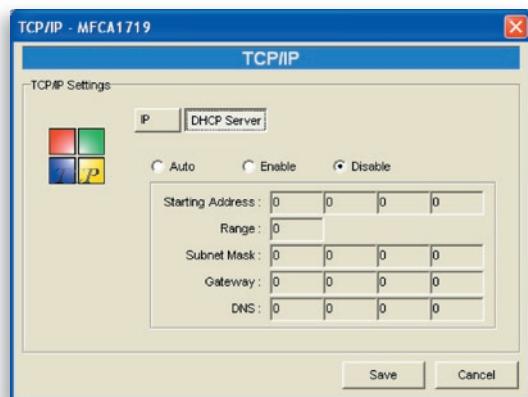 TCP/IP - MFCA1719
TCP/IP
TCP/IP Settings
IP DHCP Server
I P
Auto Enable Disable
Starting Address : 0 0 0 0
Range : 0
Subnet Mask : 0 0 0 0
Gateway : 0 0 0 0
DNS : 0 0 0 0
Save Cancel